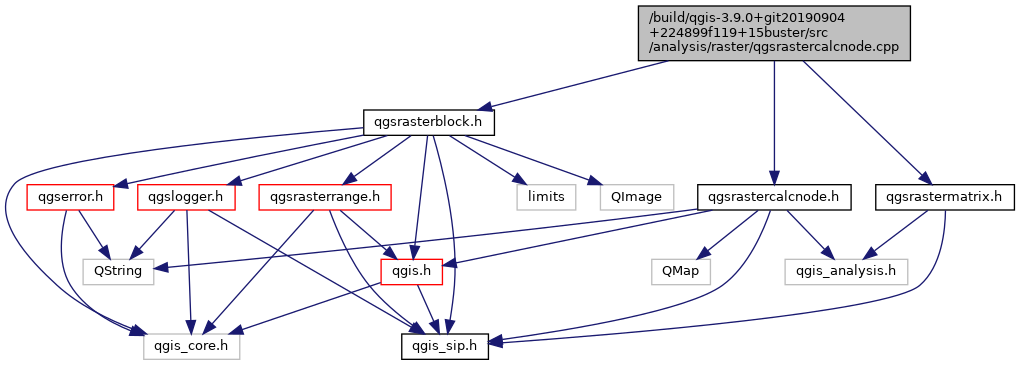 /build/qgis-3.9.0+git20190904
+224899f119+15buster/src
/analysis/raster/qgsrastercalcnode.cpp
qgsrasterblock.h
qgserror.h
qgslogger.h
qgsrasterrange.h
limits
QImage
qgsrastercalcnode.h
qgsrastermatrix.h
QString
qgis.h
QMap
qgis_analysis.h
qgis_core.h
qgis_sip.h